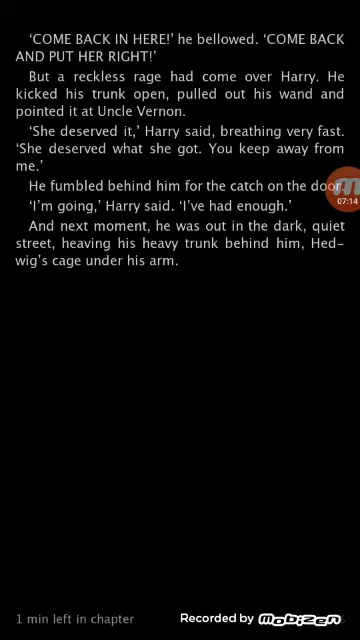 ‘COME BACK IN HERE!’ he bellowed. ‘COME BACK
AND PUT HER RIGHT!’
But a reckless rage had come over Harry. He
kicked his trunk open, pulled out his wand and
pointed it at Uncle Vernon.
‘She deserved it,’ Harry said, breathing very fast.
‘She deserved what she got. You keep away from
me.’
He fumbled behind him for the catch on the door.
‘I’m going,’ Harry said. ‘I’ve had enough.’
And next moment, he was out in the dark, quiet
street, heaving his heavy trunk behind him, Hed-
wig’s cage under his arm.
07:14
1 min left in chapter
Recorded by mobizen